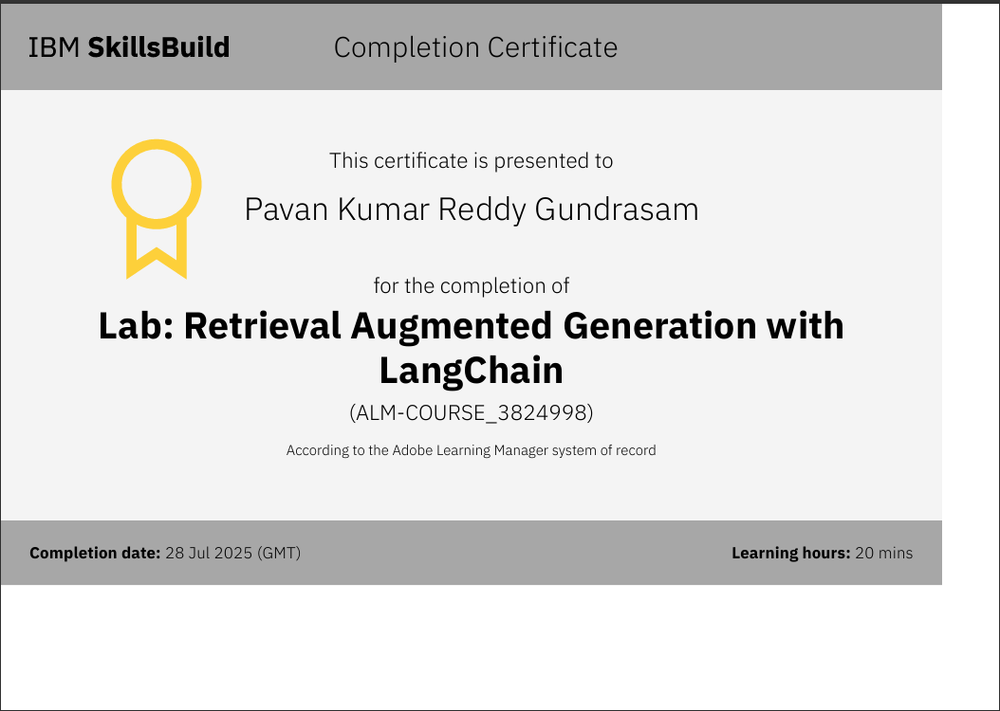 IBM SkillsBuild
Completion Certificate
This certificate is presented to
Pavan Kumar Reddy Gundrasam
for the completion of
Lab: Retrieval Augmented Generation with
LangChain
(ALM-COURSE_3824998)
According to the Adobe Learning Manager system of record
Completion date: 28 Jul 2025 (GMT)
Learning hours: 20 mins